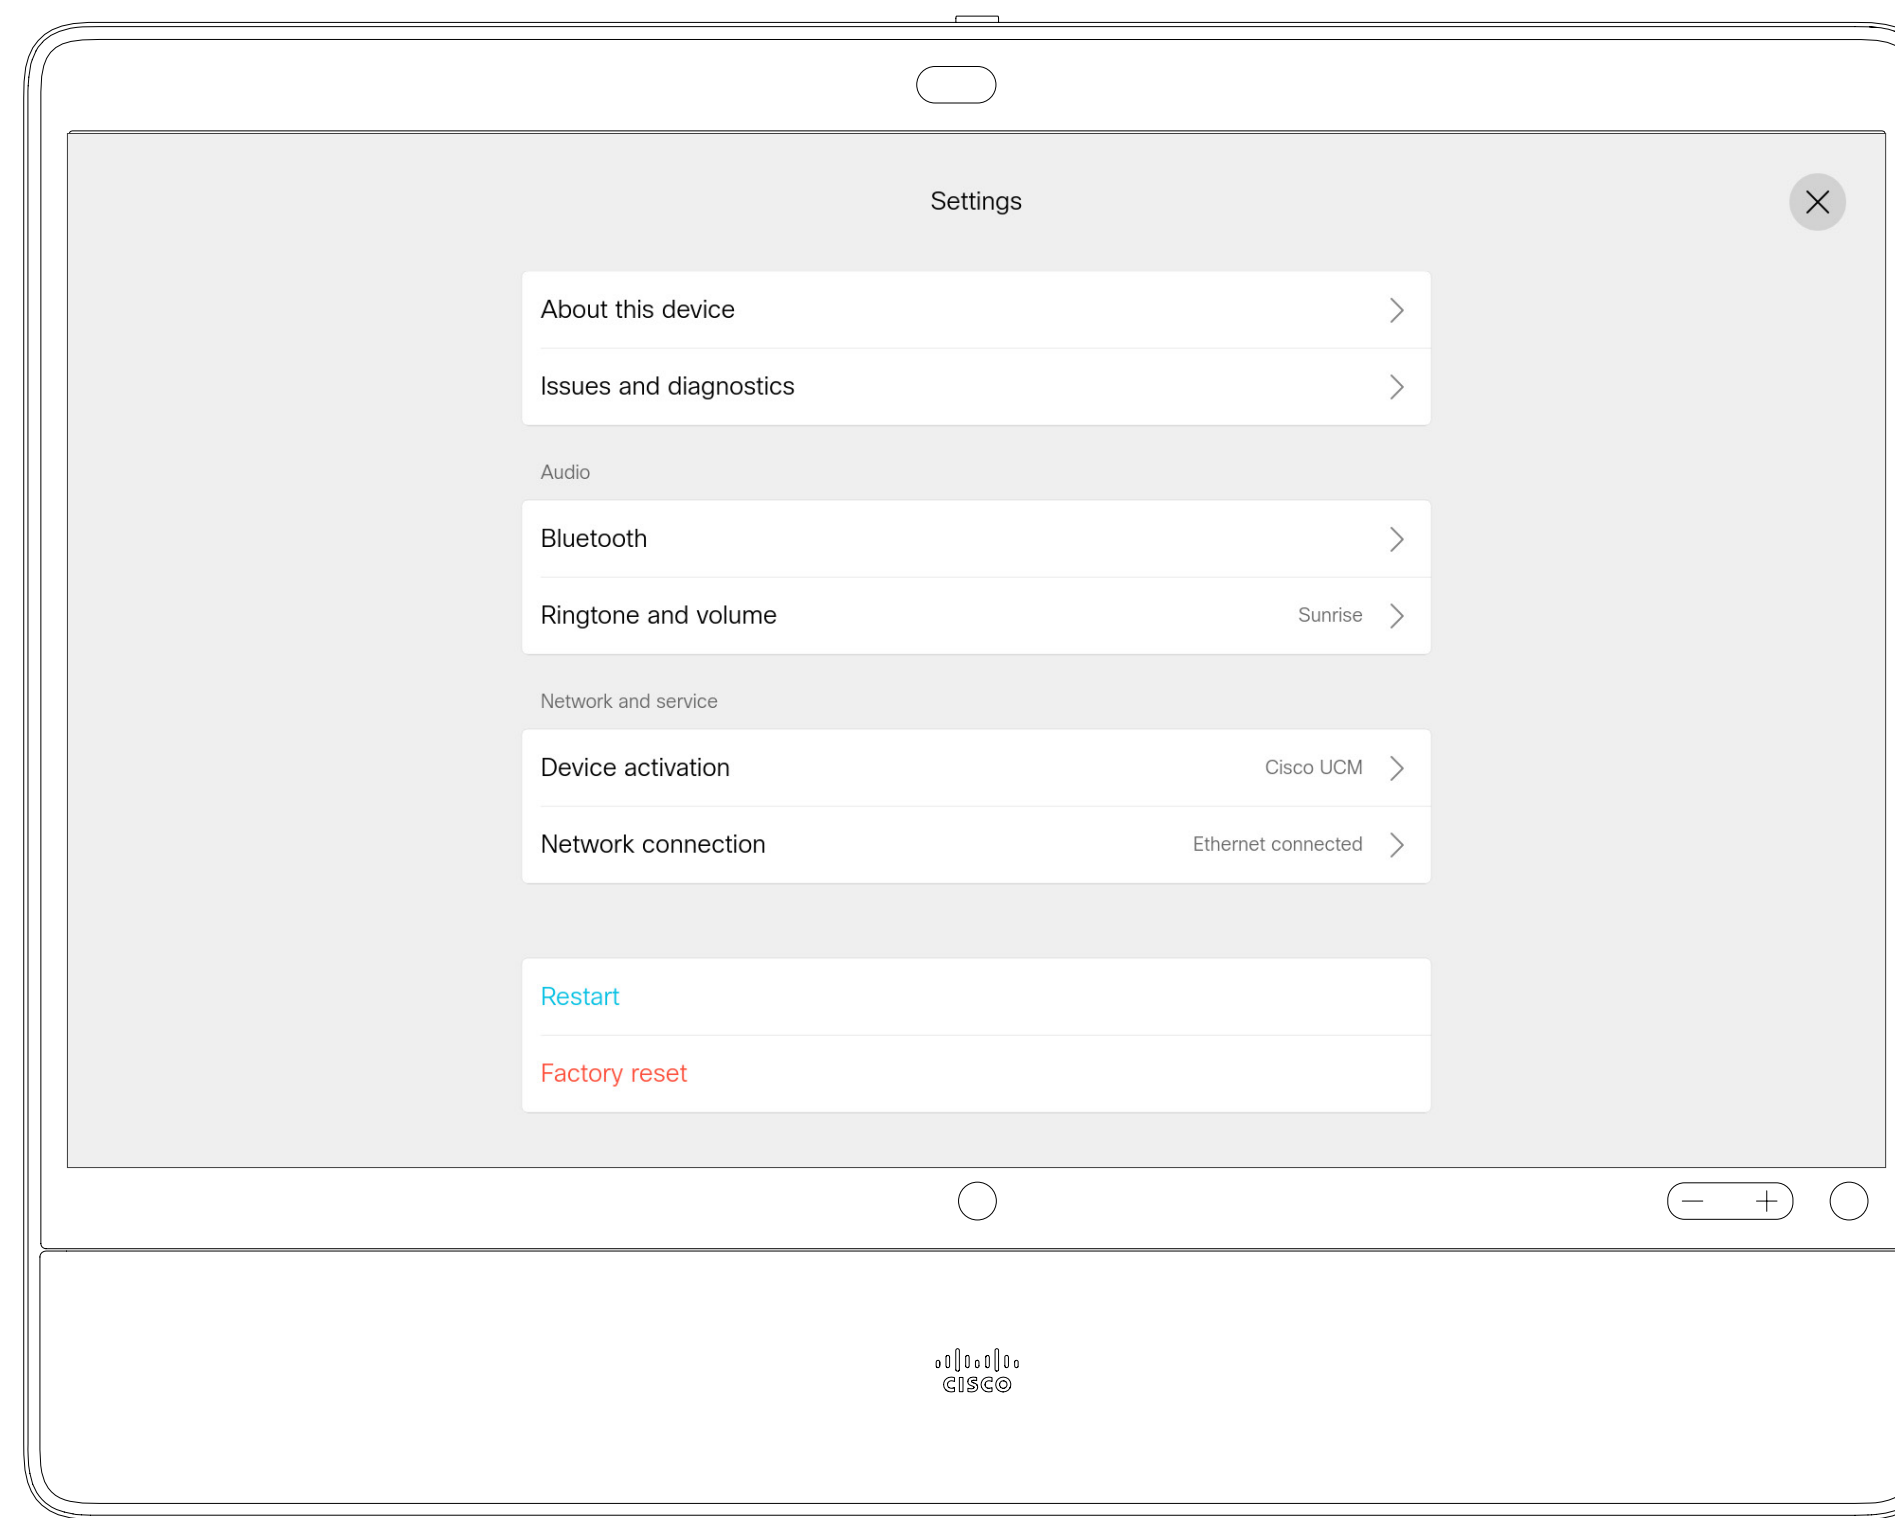 Settings
About this device
Issues and diagnostics
Audio
Bluetooth
Ringtone and volume Sunrise
Network and service
Device activation Cisco UCM
Network connection Ethernet connected
Restart
Factory reset
CISCO